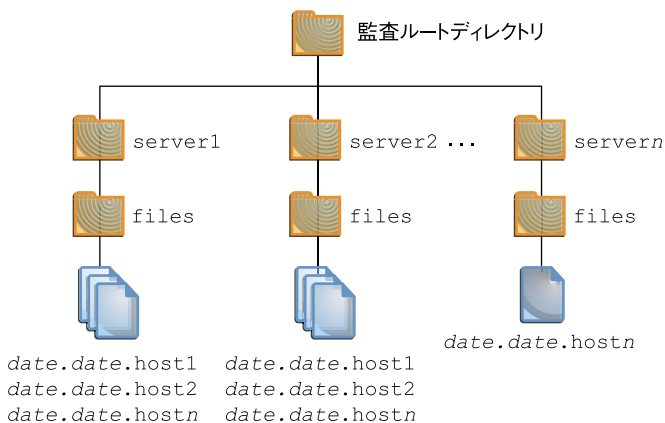 監査ルートディレクトリ
server1
server2 ...
servern
files
files
files
date.date.host1
date.date.host2
date.date.hostn
date.date.host1
date.date.host2
date.date.hostn
date.date.hostn